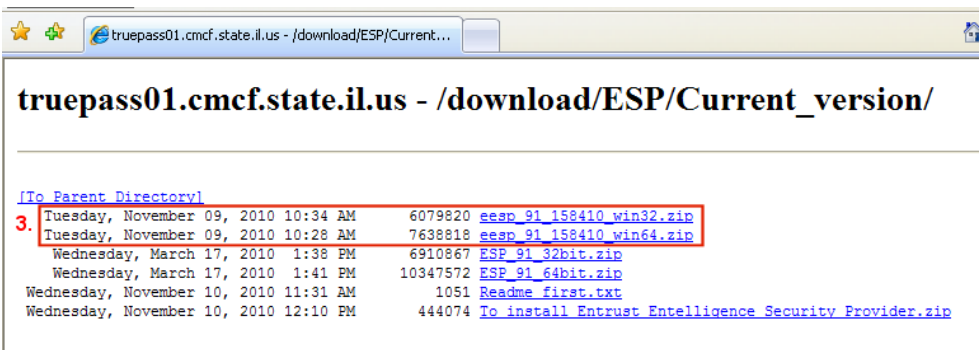 truepass01.cmcf.state.il.us - /download/ESP/Current...
truepass01.cmcf.state.il.us - /download/ESP/Current_version/
[To Parent Directory]
3.
Tuesday, November 09, 2010 10:34 AM 6079820 eesp_91_158410_win32.zip
Tuesday, November 09, 2010 10:28 AM 7638818 eesp_91_158410_win64.zip
Wednesday, March 17, 2010 1:38 PM 6910867 ESP_91_32bit.zip
Wednesday, March 17, 2010 1:41 PM 10347572 ESP_91_64bit.zip
Wednesday, November 10, 2010 11:31 AM 1051 Readme first.txt
Wednesday, November 10, 2010 12:10 PM 444074 To install Entrust Entelligence Security Provider.zip